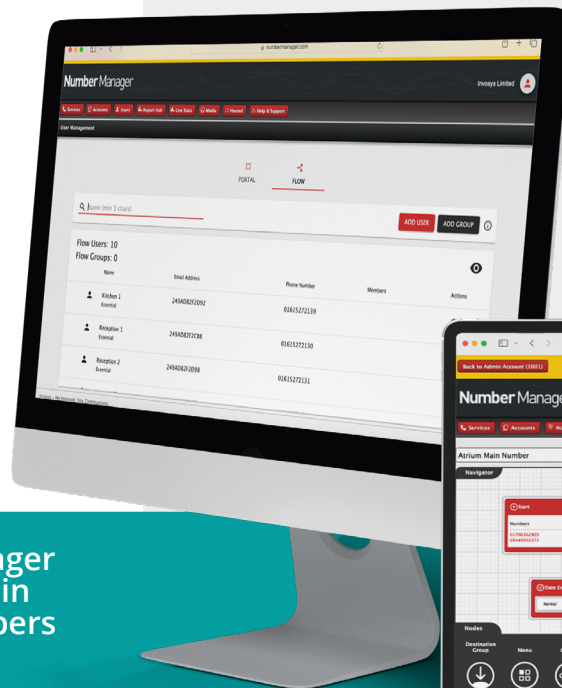 numbermanager.com
Number Manager
Invosys Limited
Services Accounts Users Report Hub Live Stats Media Hosted Help & Support
User Management
PORTAL FLOW
Name (min 3 chars)
ADD USER ADD GROUP
Flow Users: 10
Flow Groups: 0
Name Email Address Phone Number Members Actions
Kitchen 1
Essential
249AD82F2D92 01615272139
Reception 1
Essential
249AD82F2C88 01615272130
Reception 2
Essential
249AD82F2D98 01615272131
Back to Admin Account (1001)
Number Manage
Services Accounts
Atrium Main Number
Navigator
Start
Numbers
Normal
Nodes
Destination
Group
Menu
ager
in
bers